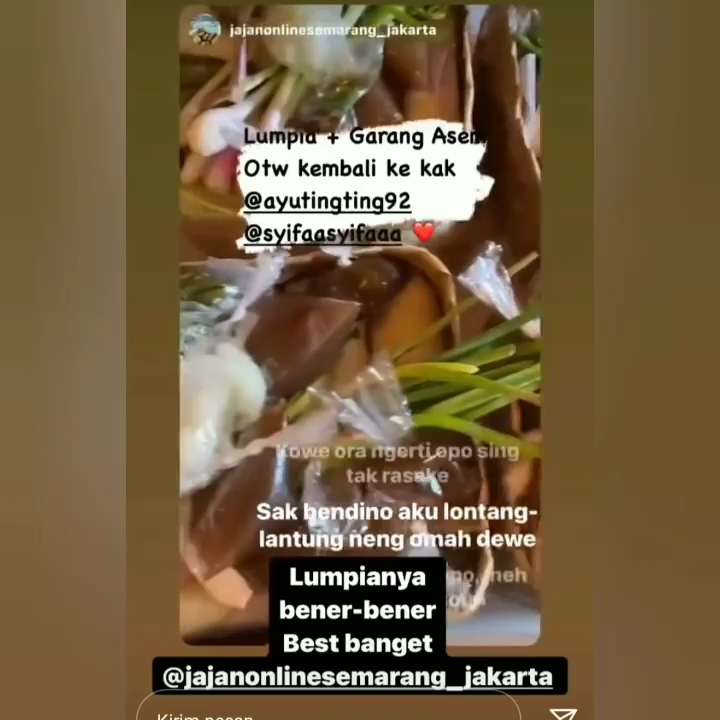 jajanonlinesemarang_jakarta
Lumpia + Garang Asem
Otw kembali ke kak
@ayutingting92
@syifaasyifaaa ❤️
Kowe ora ngerti opo sing
tak rasake
Sak bendino aku lontang-
lantung neng omah dewe
Lumpianya
bener-bener
Best banget
@jajanonlinesemarang_jakarta
Kirim pesan